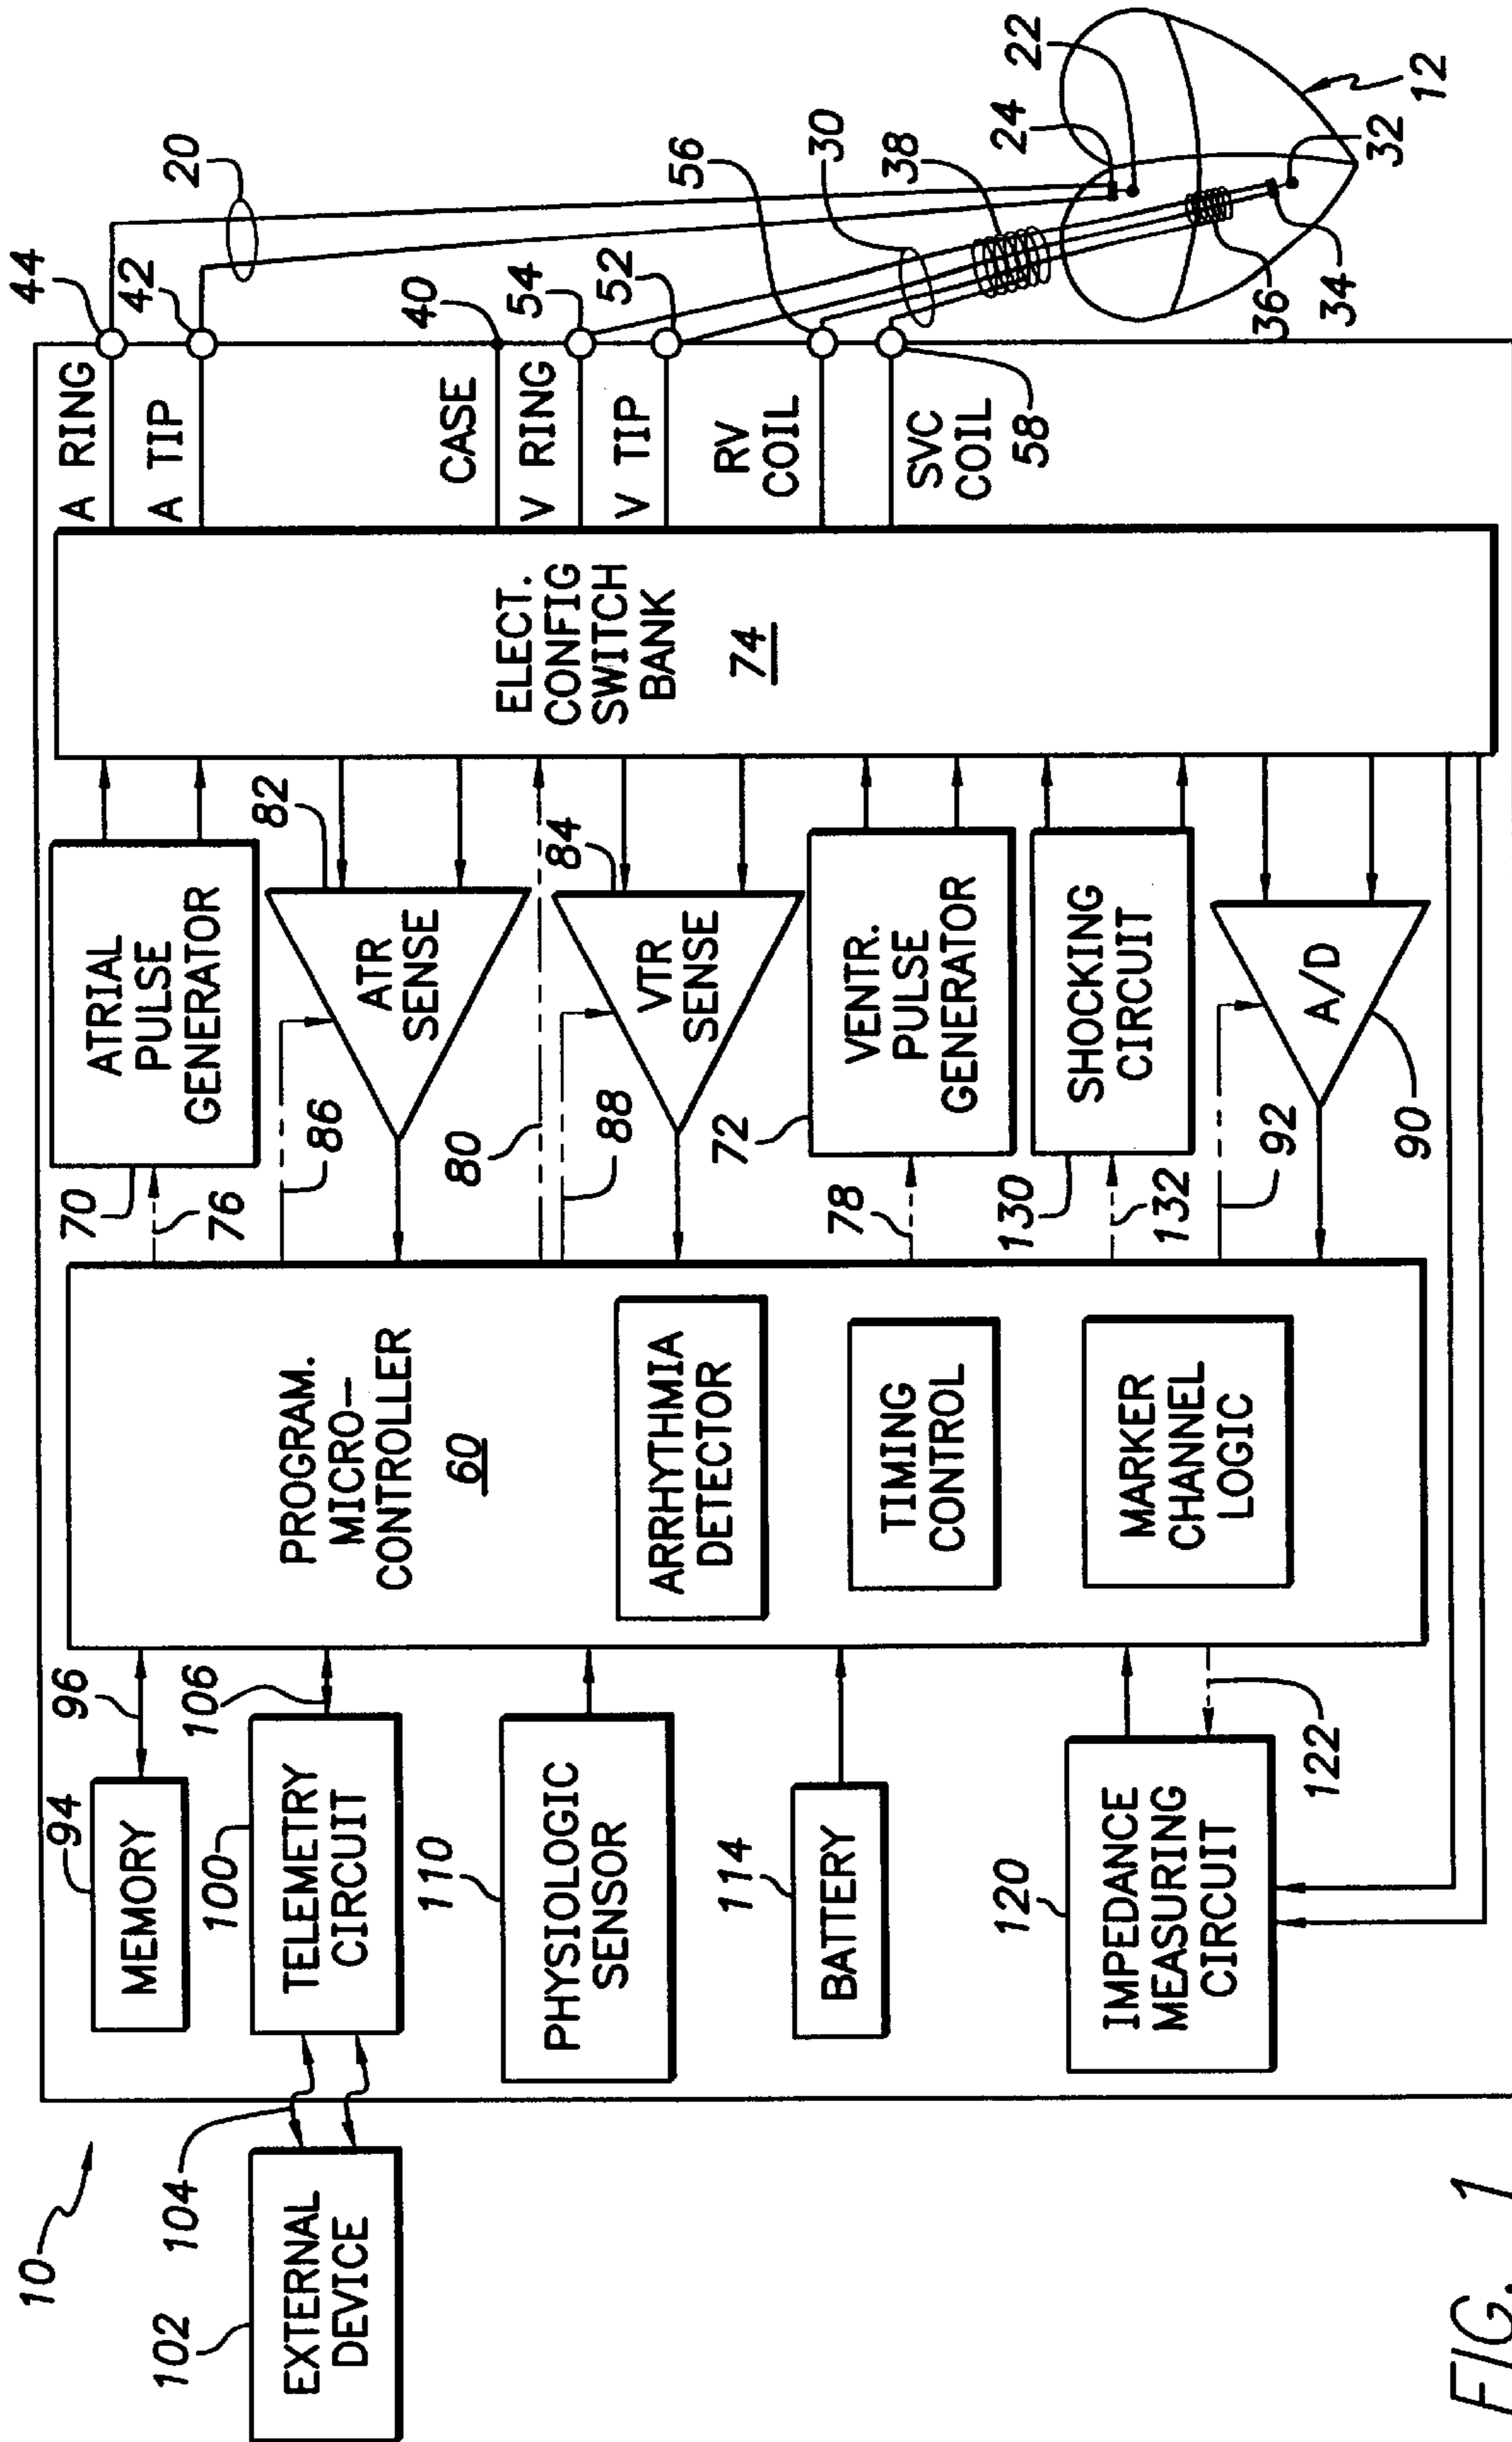 10
102
EXTERNAL
DEVICE
104
94
MEMORY
96
100
TELEMETRY
CIRCUIT
106
110
PHYSIOLOGIC
SENSOR
114
BATTERY
120
IMPEDANCE
MEASURING
CIRCUIT
122
PROGRAM.
MICRO-
CONTROLLER
60
ARRHYTHMIA
DETECTOR
TIMING
CONTROL
MARKER
CHANNEL
LOGIC
70
76
ATRIAL
PULSE
GENERATOR
82
ATR
SENSE
86
80
84
VTR
SENSE
88
72
78
VENTR.
PULSE
GENERATOR
130
132
SHOCKING
CIRCUIT
92
A/D
90
ELECT.
CONFIG
SWITCH
BANK
74
A RING
44
A TIP
42
20
CASE
40
V RING
54
V TIP
52
RV
COIL
56
SVC
COIL
58
30
38
24
22
36
34
32
12
FIG. 1